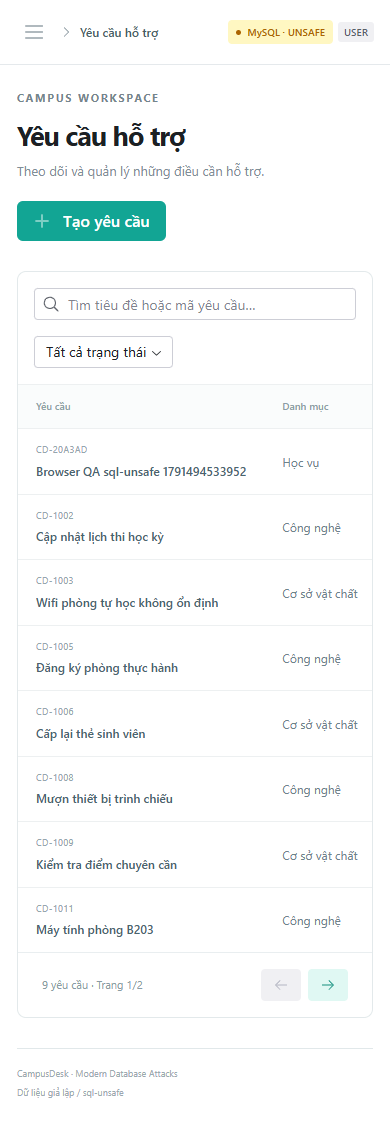 Yêu cầu hỗ trợ
MySQL · UNSAFE
USER
CAMPUS WORKSPACE
Yêu cầu hỗ trợ
Theo dõi và quản lý những điều cần hỗ trợ.
Tạo yêu cầu
Tìm tiêu đề hoặc mã yêu cầu...
Tất cả trạng thái
Yêu cầu Danh mục
CD-20A3AD
Browser QA sql-unsafe 1791494533952
Học vụ
CD-1002
Cập nhật lịch thi học kỳ
Công nghệ
CD-1003
Wifi phòng tự học không ổn định
Cơ sở vật chất
CD-1005
Đăng ký phòng thực hành
Công nghệ
CD-1006
Cấp lại thẻ sinh viên
Cơ sở vật chất
CD-1008
Mượn thiết bị trình chiếu
Công nghệ
CD-1009
Kiểm tra điểm chuyên cần
Cơ sở vật chất
CD-1011
Máy tính phòng B203
Công nghệ
9 yêu cầu · Trang 1/2
CampusDesk · Modern Database Attacks
Dữ liệu giả lập / sql-unsafe